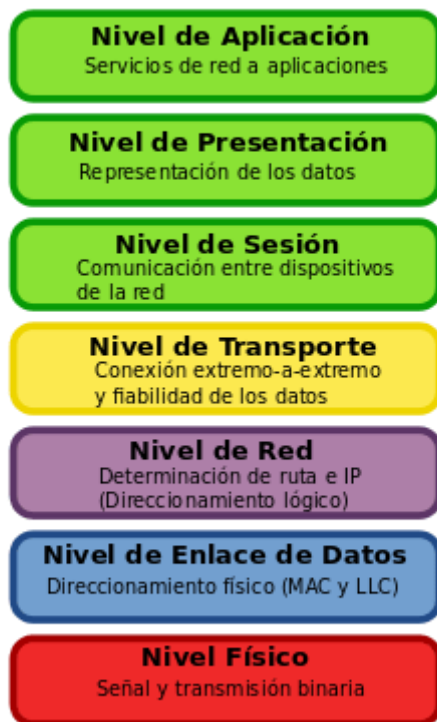 Nivel de Aplicación
Servicios de red a aplicaciones
Nivel de Presentación
Representación de los datos
Nivel de Sesión
Comunicación entre dispositivos
de la red
Nivel de Transporte
Conexión extremo-a-extremo
y fiabilidad de los datos
Nivel de Red
Determinación de ruta e IP
(Direccionamiento lógico)
Nivel de Enlace de Datos
Direccionamiento físico (MAC y LLC)
Nivel Físico
Señal y transmisión binaria